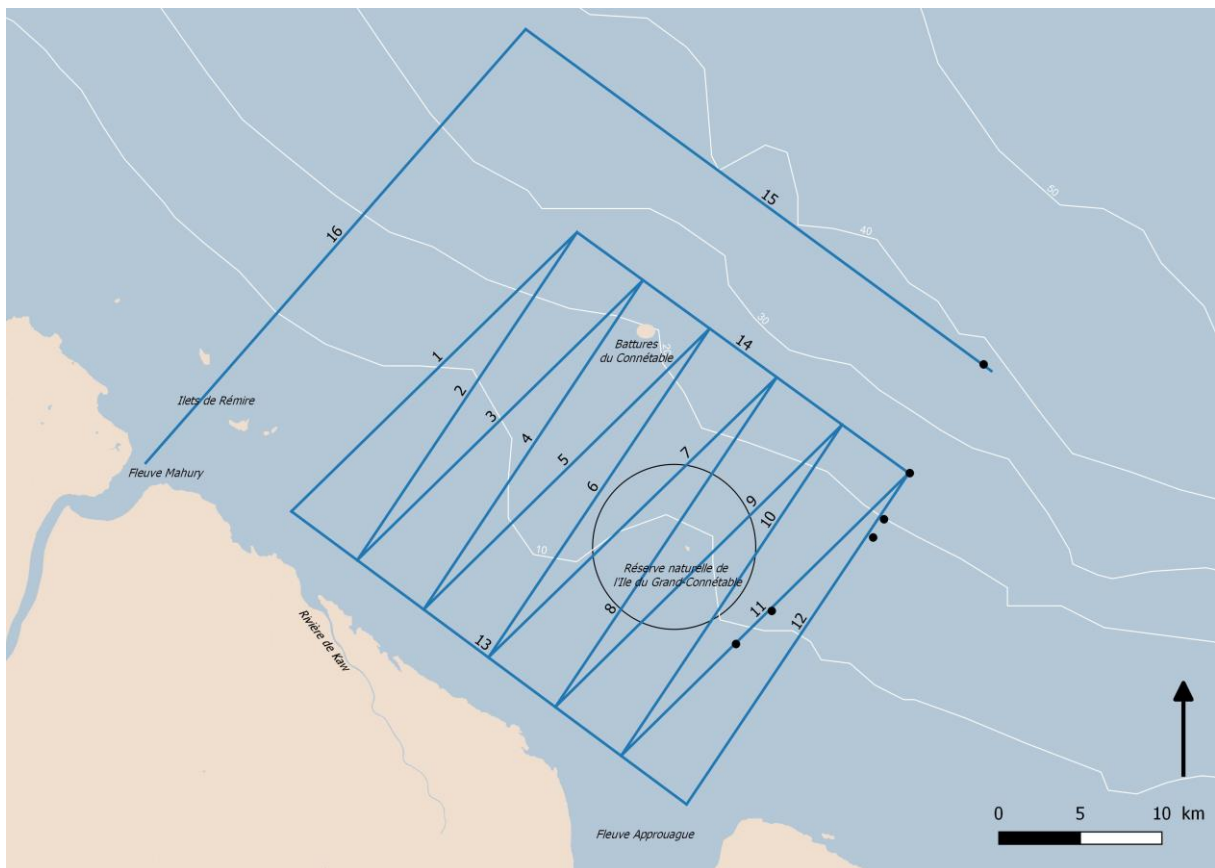 50
15
40
16
30
14
Battures
du Connétable
1
2
Ilets de Rémire
3
4
7
5
Fleuve Mahury
6
9
10
10
Réserve naturelle de
l'Ile du Grand-Connétable
8
11
12
Rivière de Kaw
13
0 5 10 km
Fleuve Approuague